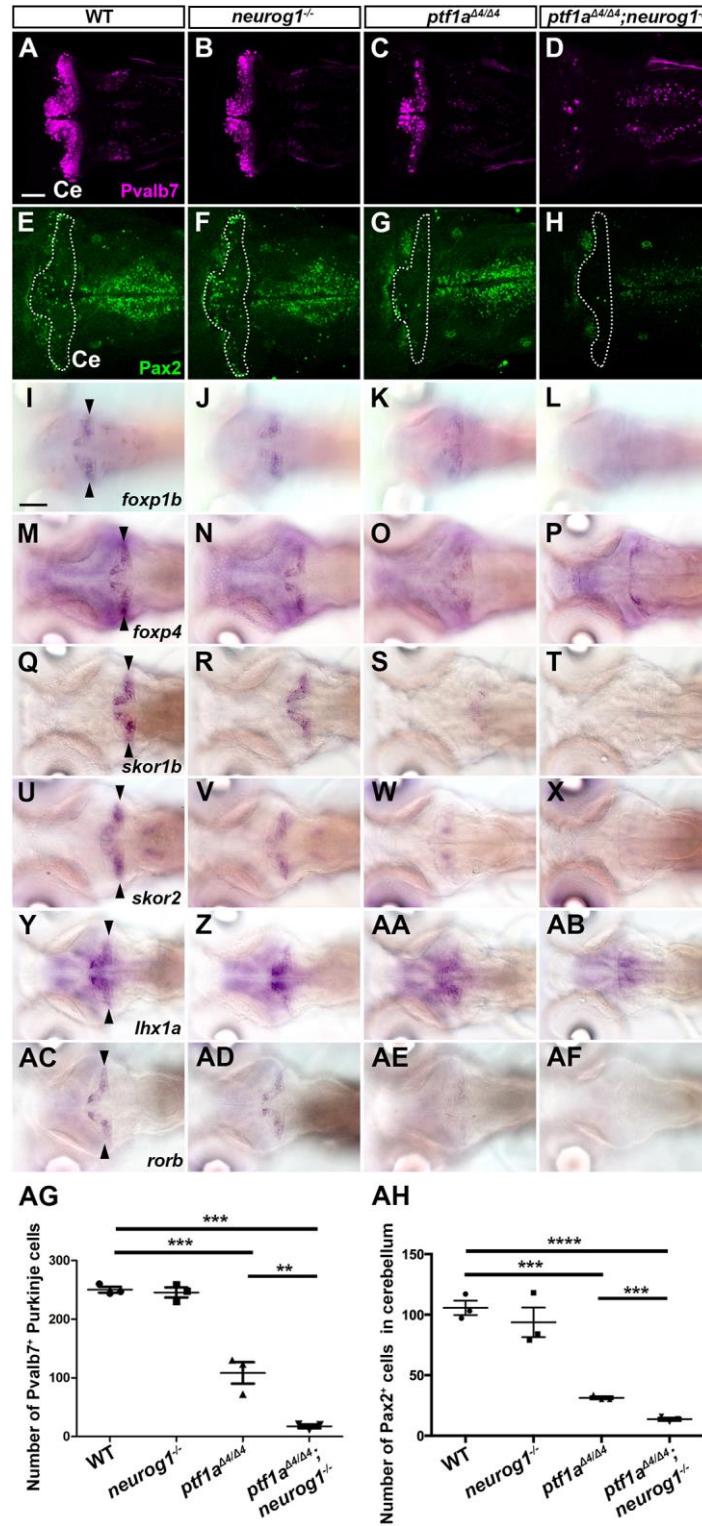 WT neurog1-/- ptf1aΔ4/Δ4 ptf1aΔ4/Δ4;neurog1-
A B C D
Ce Pvalb7
E F G H
Ce
Pax2
I J K L
foxp1b
M N O P
foxp4
Q R S T
skor1b
U V W X
skor2
Y Z AA AB
lhx1a
AC AD AE AF
rorb
AG
Number of Pvalb7+ Purkinje cells
300
200
100
0
***
*** **
WT neurog1-/- ptf1aΔ4/Δ4 ptf1aΔ4/Δ4;
neurog1-/-
AH
Number of Pax2+ cells in cerebellum
150
100
50
0
****
*** ***
WT neurog1-/- ptf1aΔ4/Δ4 ptf1aΔ4/Δ4;
neurog1-/-